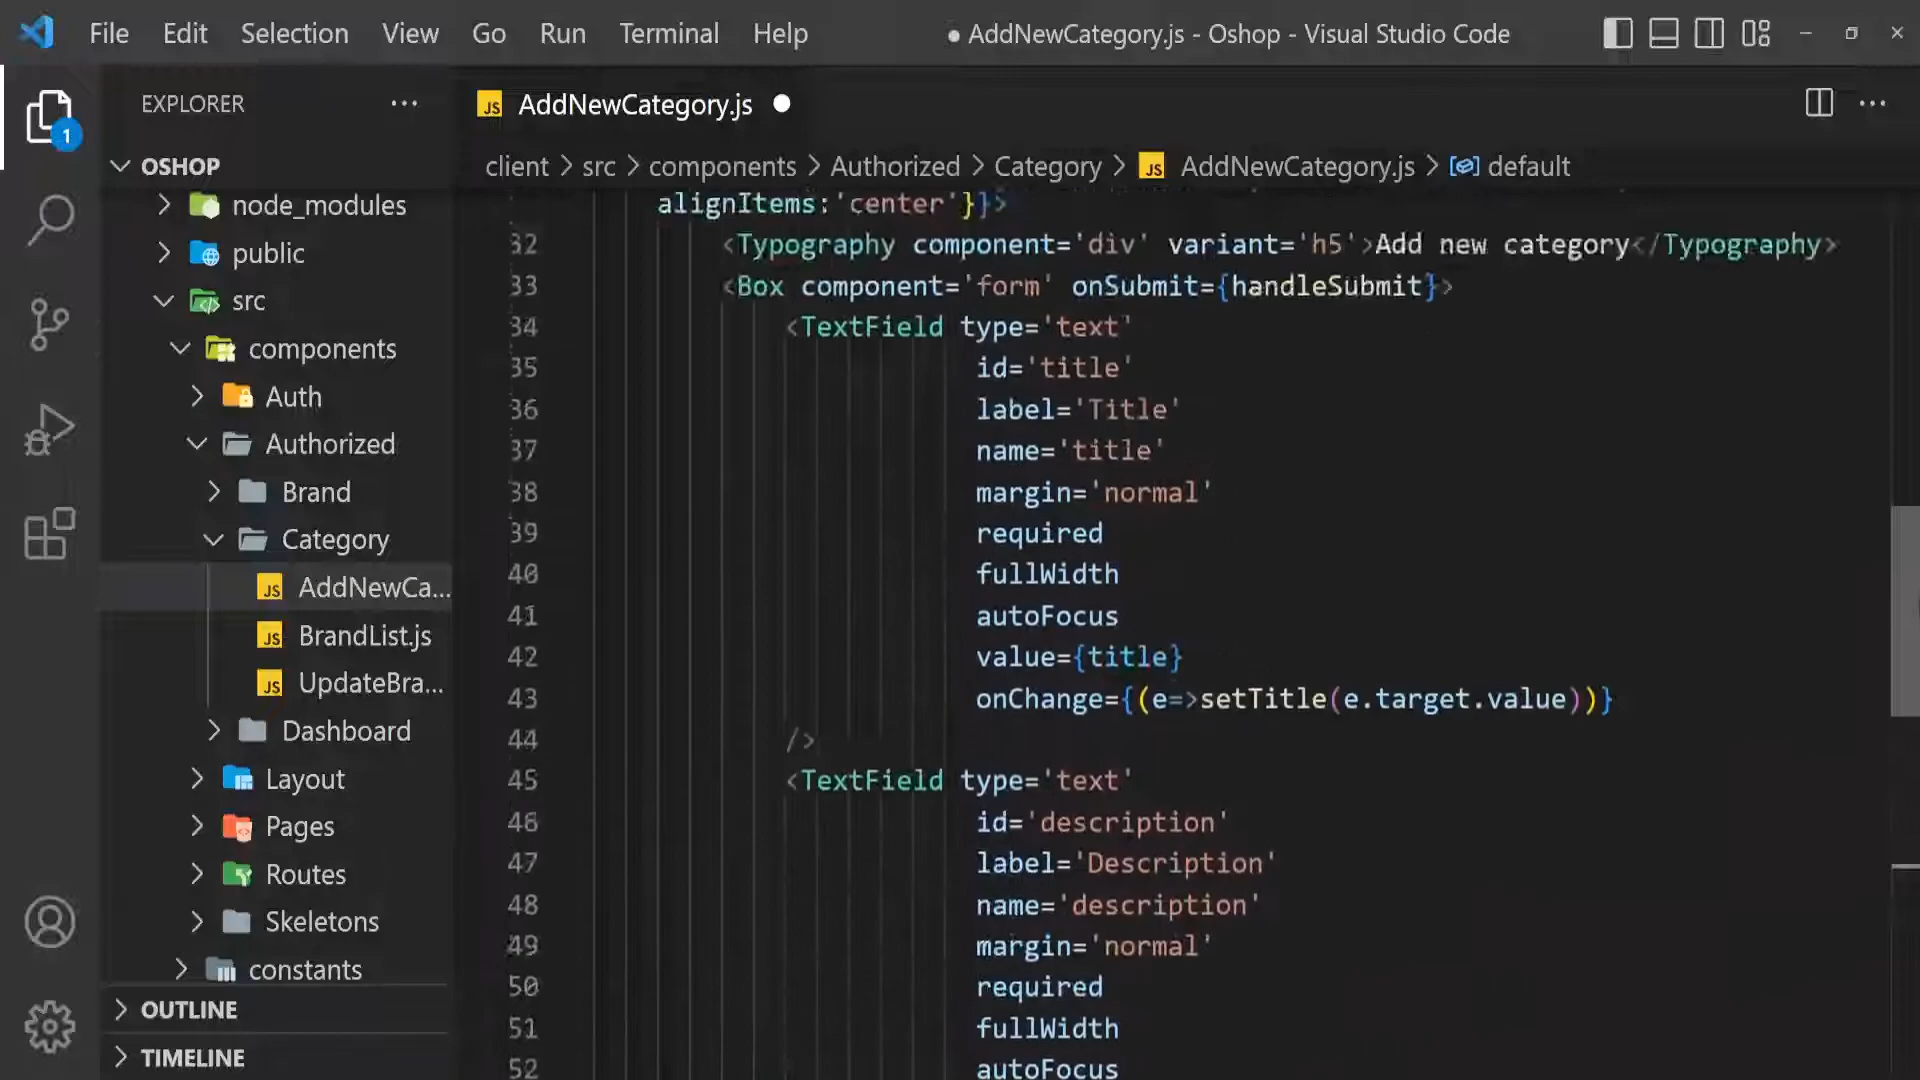 File Edit Selection View Go Run Terminal Help ● AddNewCategory.js - Oshop - Visual Studio Code
EXPLORER ···
1
OSHOP
node_modules
public
src
components
Auth
Authorized
Brand
Category
JS AddNewCa...
JS BrandList.js
JS UpdateBra...
Dashboard
Layout
Pages
Routes
Skeletons
constants
OUTLINE
TIMELINE
JS AddNewCategory.js ●
client > src > components > Authorized > Category > JS AddNewCategory.js > default
alignItems:'center'}}>
32 <Typography component='div' variant='h5'>Add new category</Typography>
33 <Box component='form' onSubmit={handleSubmit}>
34 <TextField type='text'
35 id='title'
36 label='Title'
37 name='title'
38 margin='normal'
39 required
40 fullWidth
41 autoFocus
42 value={title}
43 onChange={(e=>setTitle(e.target.value))}
44 />
45 <TextField type='text'
46 id='description'
47 label='Description'
48 name='description'
49 margin='normal'
50 required
51 fullWidth
52 autoFocus